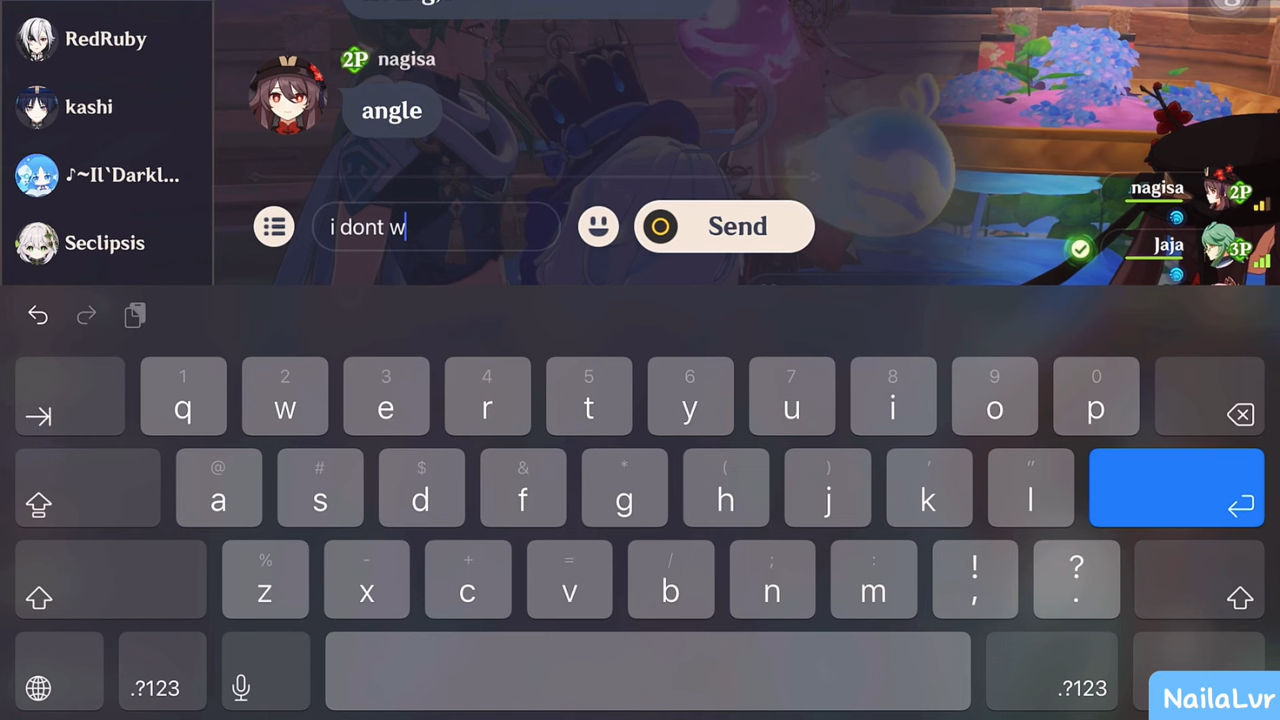 RedRuby
kashi
♪~Il`Darkl...
Seclipsis
2P nagisa
angle
i dont w
Send
nagisa 2P
Jaja 3P
1 2 3 4 5 6 7 8 9 0
q w e r t y u i o p
@ # $ & * ( ) ' "
a s d f g h j k l
% - + = / ; : ! ?
z x c v b n m , .
.?123 .?123
NailaLvr